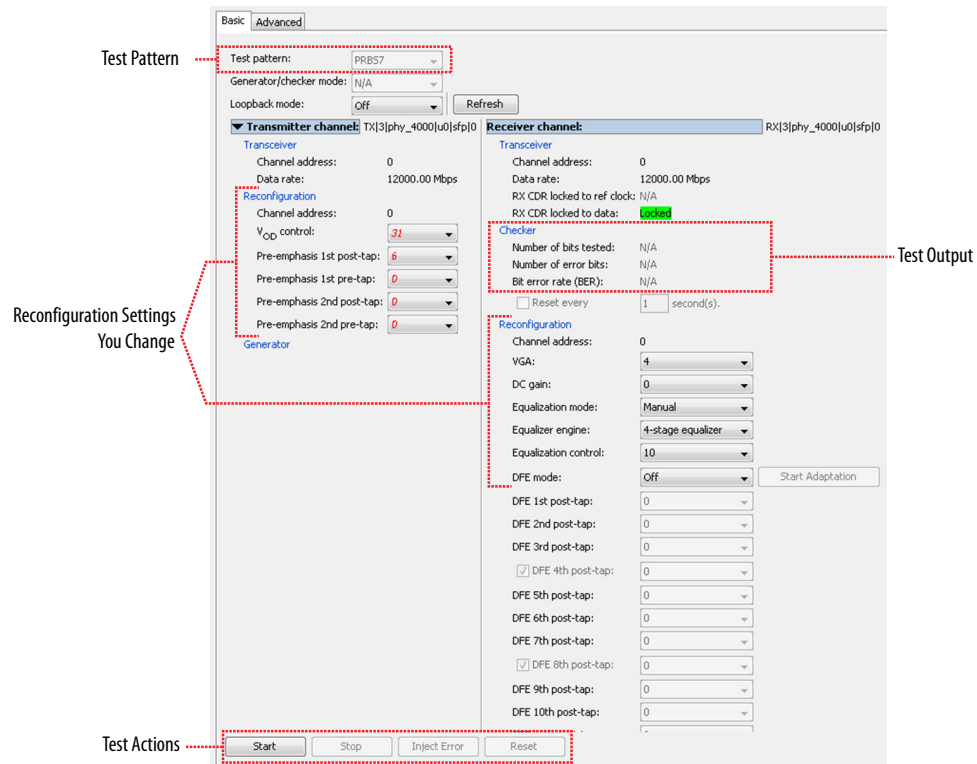 Basic Advanced
Test Pattern
Test pattern: PRBS7
Generator/checker mode: N/A
Loopback mode: Off Refresh
Transmitter channel: TX|3|phy_4000|u0|sfp|0
Transceiver
Channel address: 0
Data rate: 12000.00 Mbps
Reconfiguration
Channel address: 0
VOD control: 31
Pre-emphasis 1st post-tap: 6
Pre-emphasis 1st pre-tap: 0
Pre-emphasis 2nd post-tap: 0
Pre-emphasis 2nd pre-tap: 0
Generator
Reconfiguration Settings
You Change
Receiver channel: RX|3|phy_4000|u0|sfp|0
Transceiver
Channel address: 0
Data rate: 12000.00 Mbps
RX CDR locked to ref clock: N/A
RX CDR locked to data: Locked
Checker
Number of bits tested: N/A
Number of error bits: N/A
Bit error rate (BER): N/A
Test Output
Reset every 1 second(s).
Reconfiguration
Channel address: 0
VGA: 4
DC gain: 0
Equalization mode: Manual
Equalizer engine: 4-stage equalizer
Equalization control: 10
DFE mode: Off Start Adaptation
DFE 1st post-tap: 0
DFE 2nd post-tap: 0
DFE 3rd post-tap: 0
DFE 4th post-tap: 0
DFE 5th post-tap: 0
DFE 6th post-tap: 0
DFE 7th post-tap: 0
DFE 8th post-tap: 0
DFE 9th post-tap: 0
DFE 10th post-tap: 0
Test Actions
Start Stop Inject Error Reset